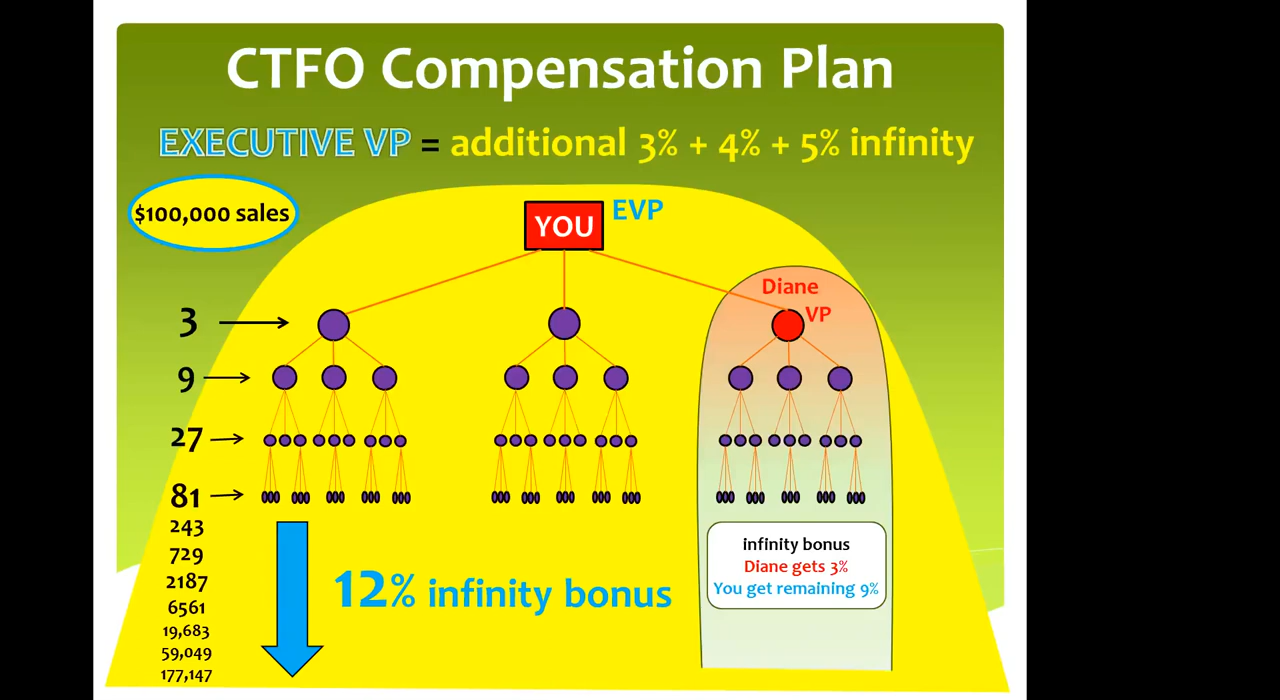 CTFO Compensation Plan
EXECUTIVE VP = additional 3% + 4% + 5% infinity
$100,000 sales
YOU
EVP
Diane
VP
3
9
27
81
243
729
2187
6561
19,683
59,049
177,147
12% infinity bonus
infinity bonus
Diane gets 3%
You get remaining 9%